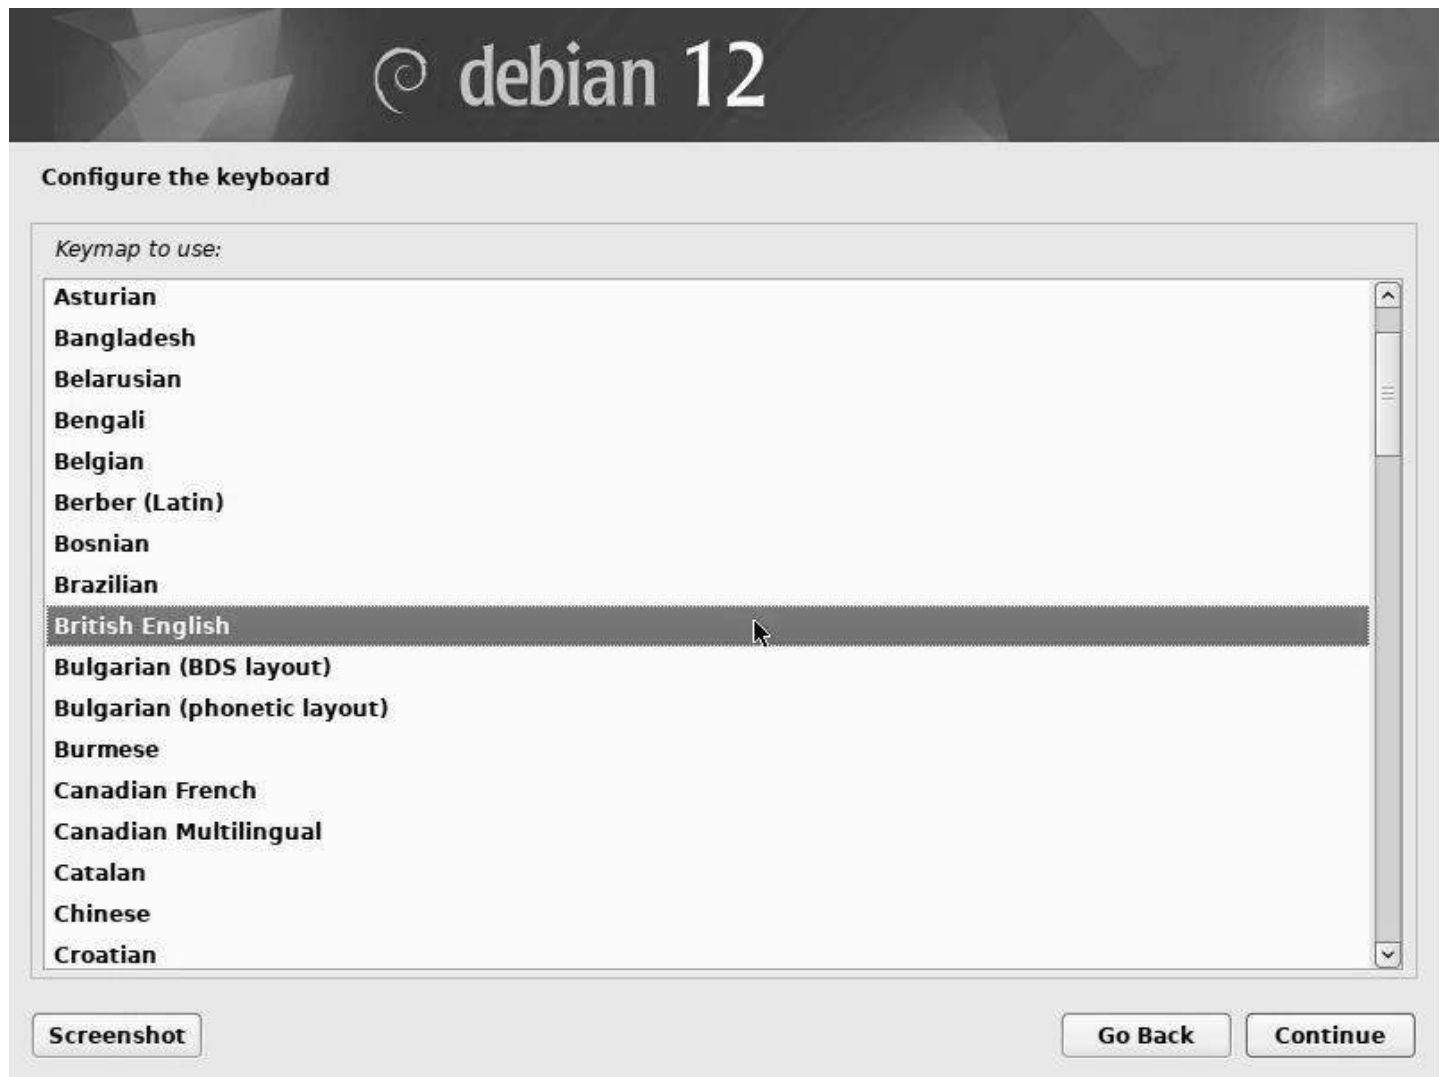 debian 12
Configure the keyboard
Keymap to use:
Asturian
Bangladesh
Belarusian
Bengali
Belgian
Berber (Latin)
Bosnian
Brazilian
British English
Bulgarian (BDS layout)
Bulgarian (phonetic layout)
Burmese
Canadian French
Canadian Multilingual
Catalan
Chinese
Croatian
Screenshot
Go Back
Continue